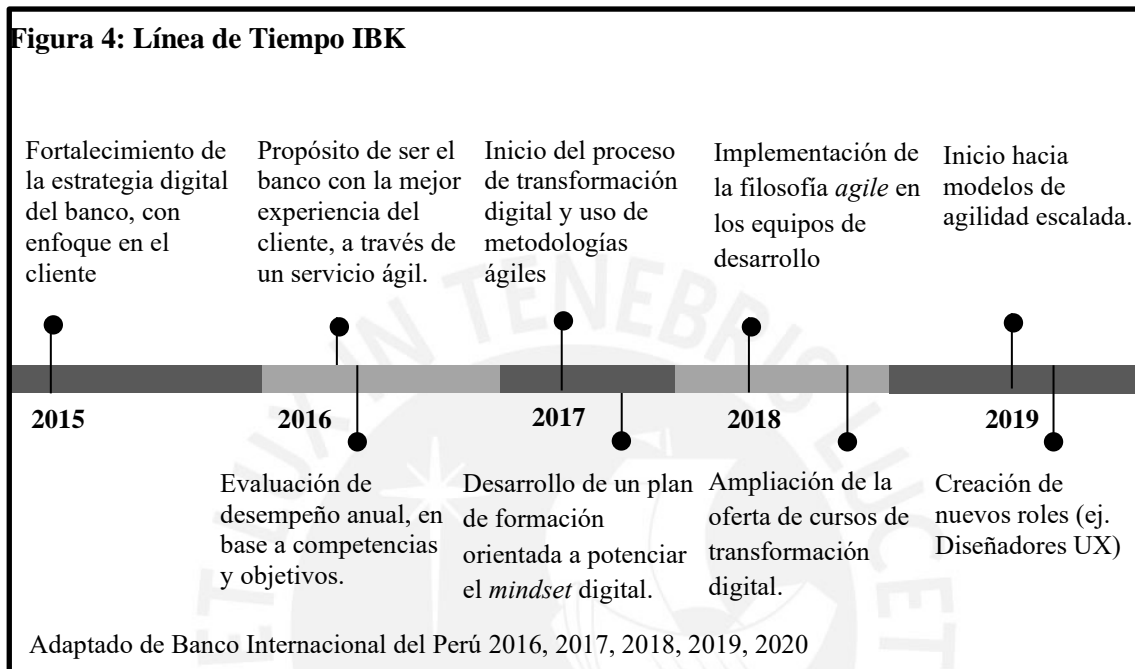 Figura 4: Línea de Tiempo IBK
Fortalecimiento de
la estrategia digital
del banco, con
enfoque en el
cliente
Propósito de ser el
banco con la mejor
experiencia del
cliente, a través de
un servicio ágil.
Inicio del proceso
de transformación
digital y uso de
metodologías
ágiles
Implementación de
la filosofía agile en
los equipos de
desarrollo
Inicio hacia
modelos de
agilidad escalada.
2015
2016
2017
2018
2019
Evaluación de
desempeño anual, en
base a competencias
y objetivos.
Desarrollo de un plan
de formación
orientada a potenciar
el mindset digital.
Ampliación de la
oferta de cursos de
transformación
digital.
Creación de
nuevos roles (ej.
Diseñadores UX)
Adaptado de Banco Internacional del Perú 2016, 2017, 2018, 2019, 2020
ET LUX IN TENEBRIS LUCET